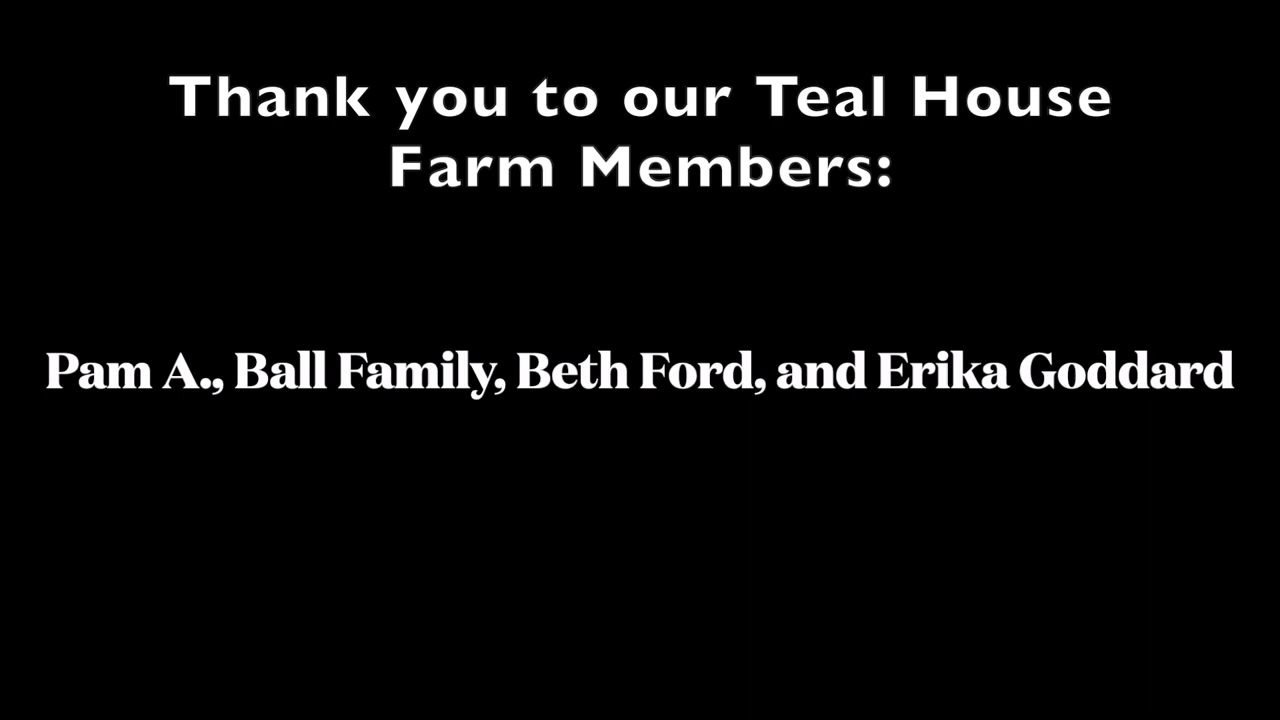 Thank you to our Teal House
Farm Members:
Pam A., Ball Family, Beth Ford, and Erika Goddard